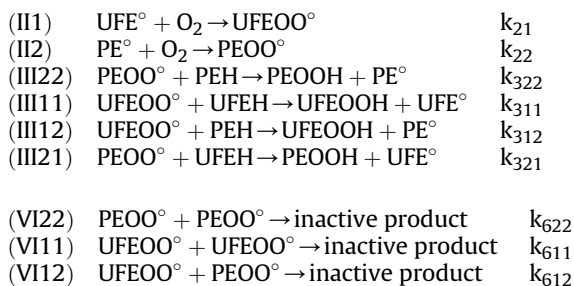 (II1) UFE° + O₂ → UFEOO° k₂₁
(II2) PE° + O₂ → PEOO° k₂₂
(III22) PEOO° + PEH → PEOOH + PE° k₃₂₂
(III11) UFEOO° + UFEH → UFEOOH + UFE° k₃₁₁
(III12) UFEOO° + PEH → UFEOOH + PE° k₃₁₂
(III21) PEOO° + UFEH → PEOOH + UFE° k₃₂₁
(VI22) PEOO° + PEOO° → inactive product k₆₂₂
(VI11) UFEOO° + UFEOO° → inactive product k₆₁₁
(VI12) UFEOO° + PEOO° → inactive product k₆₁₂